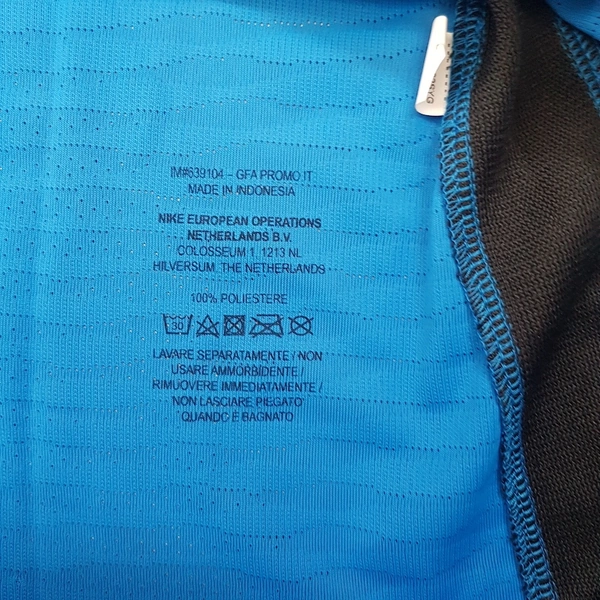 IM#639104 – GFA PROMO.IT
MADE IN INDONESIA
NIKE EUROPEAN OPERATIONS
NETHERLANDS B.V.
COLOSSEUM 1, 1213 NL
HILVERSUM, THE NETHERLANDS
100% POLIESTERE
30
LAVARE SEPARATAMENTE / NON
USARE AMMORBIDENTE /
RIMUOVERE IMMEDIATAMENTE /
NON LASCIARE PIEGATO
QUANDO È BAGNATO